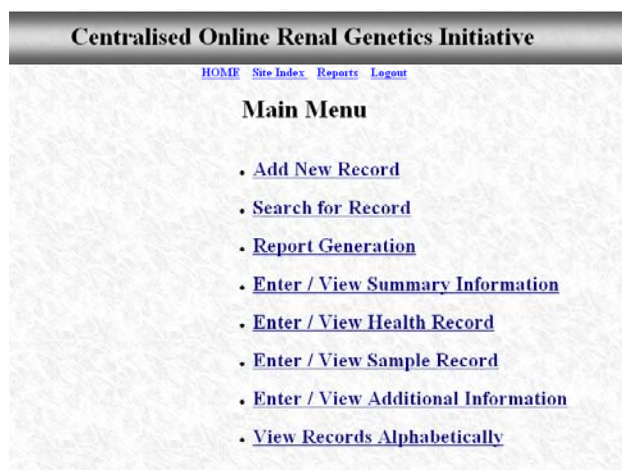 Centralised Online Renal Genetics Initiative
HOME Site Index Reports Logout
Main Menu
Add New Record
Search for Record
Report Generation
Enter / View Summary Information
Enter / View Health Record
Enter / View Sample Record
Enter / View Additional Information
View Records Alphabetically